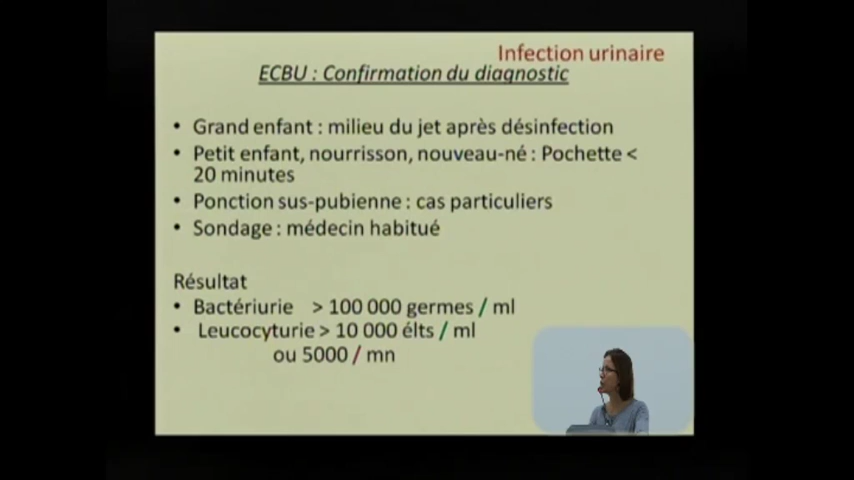 Infection urinaire
ECBU : Confirmation du diagnostic
• Grand enfant : milieu du jet après désinfection
• Petit enfant, nourrisson, nouveau-né : Pochette <
20 minutes
• Ponction sus-pubienne : cas particuliers
• Sondage : médecin habitué
Résultat
• Bactériurie > 100 000 germes / ml
• Leucocyturie > 10 000 élts / ml
ou 5000 / mn